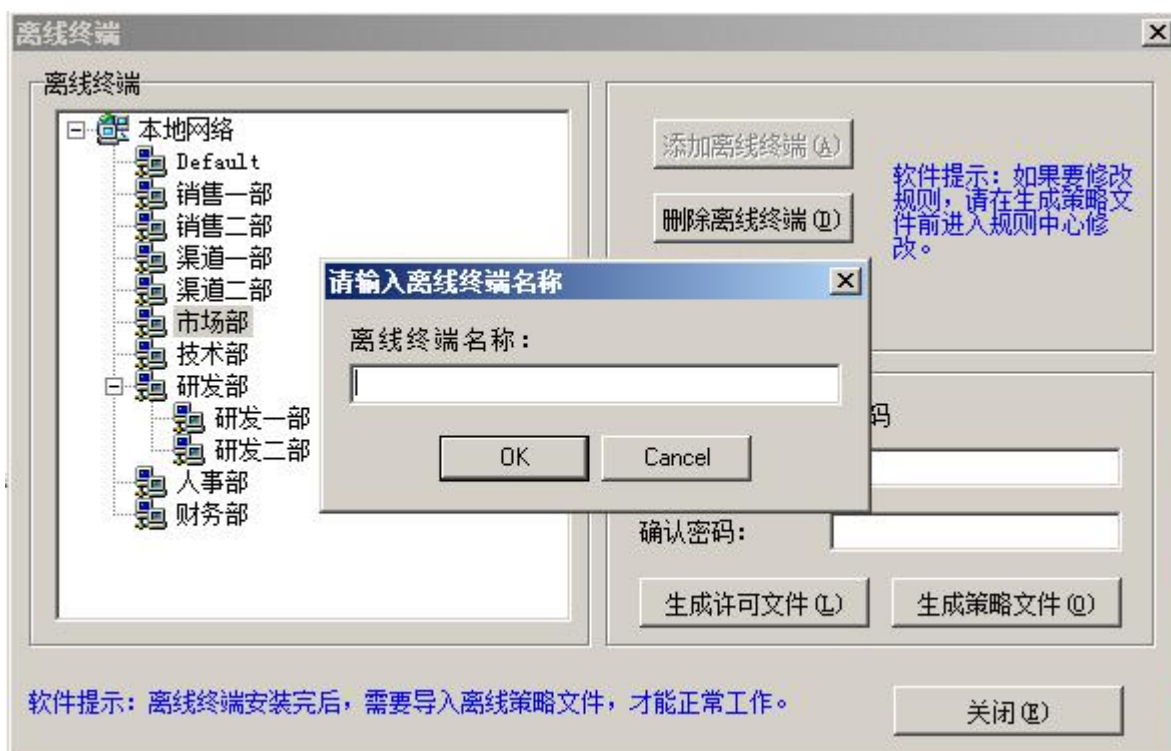 离线终端
离线终端
本地网络
Default
销售一部
销售二部
渠道一部
渠道二部
市场部
技术部
研发部
研发一部
研发二部
人事部
财务部
添加离线终端(A)
删除离线终端(D)
软件提示：如果要修改
规则，请在生成策略文
件前进入规则中心修
改。
请输入离线终端名称
离线终端名称：
OK
Cancel
码
确认密码：
生成许可文件(L)
生成策略文件(O)
软件提示：离线终端安装完后，需要导入离线策略文件，才能正常工作。
关闭(E)